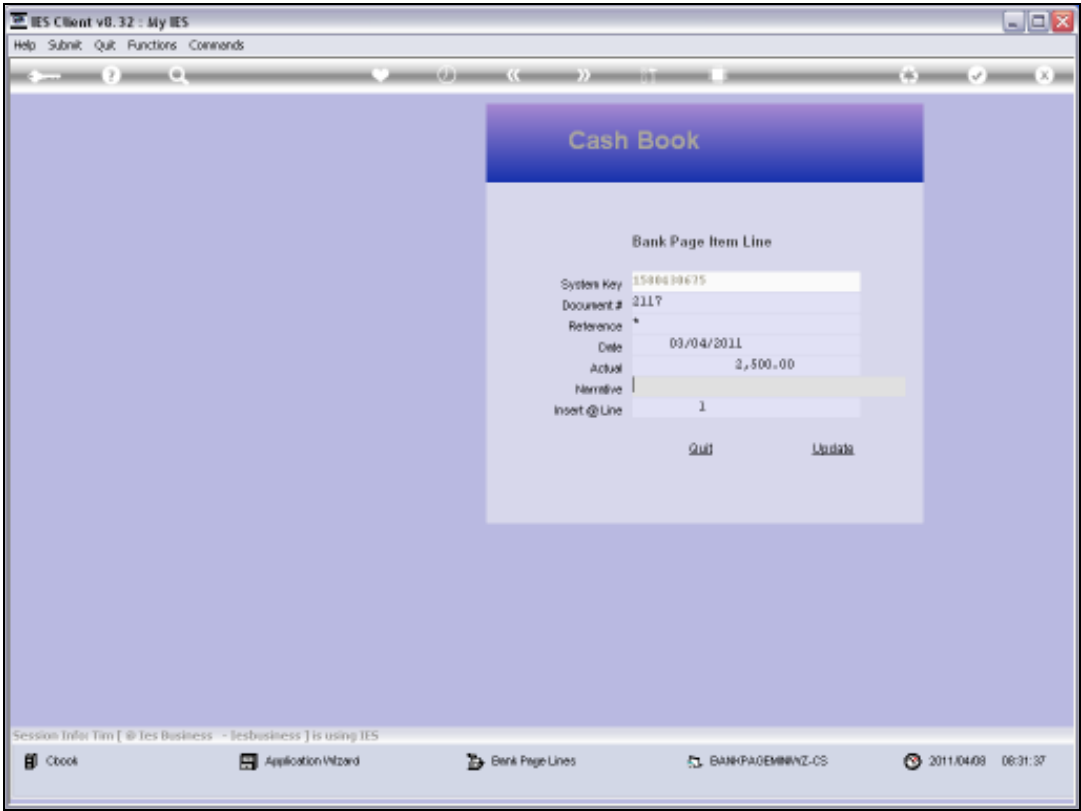 IES Client v8.32 : My IES
Help Submit Quit Functions Commands
Cash Book
Bank Page Item Line
System Key 1500430675
Document # 2117
Reference *
Date 03/04/2011
Actual 2,500.00
Narrative
Insert @ Line 1
Quit Update
Session Info: Tim [ @ Ies Business - Iesbusiness ] is using IES
Cbook Application Wizard Bank Page Lines 2011/04/08 08:31:37